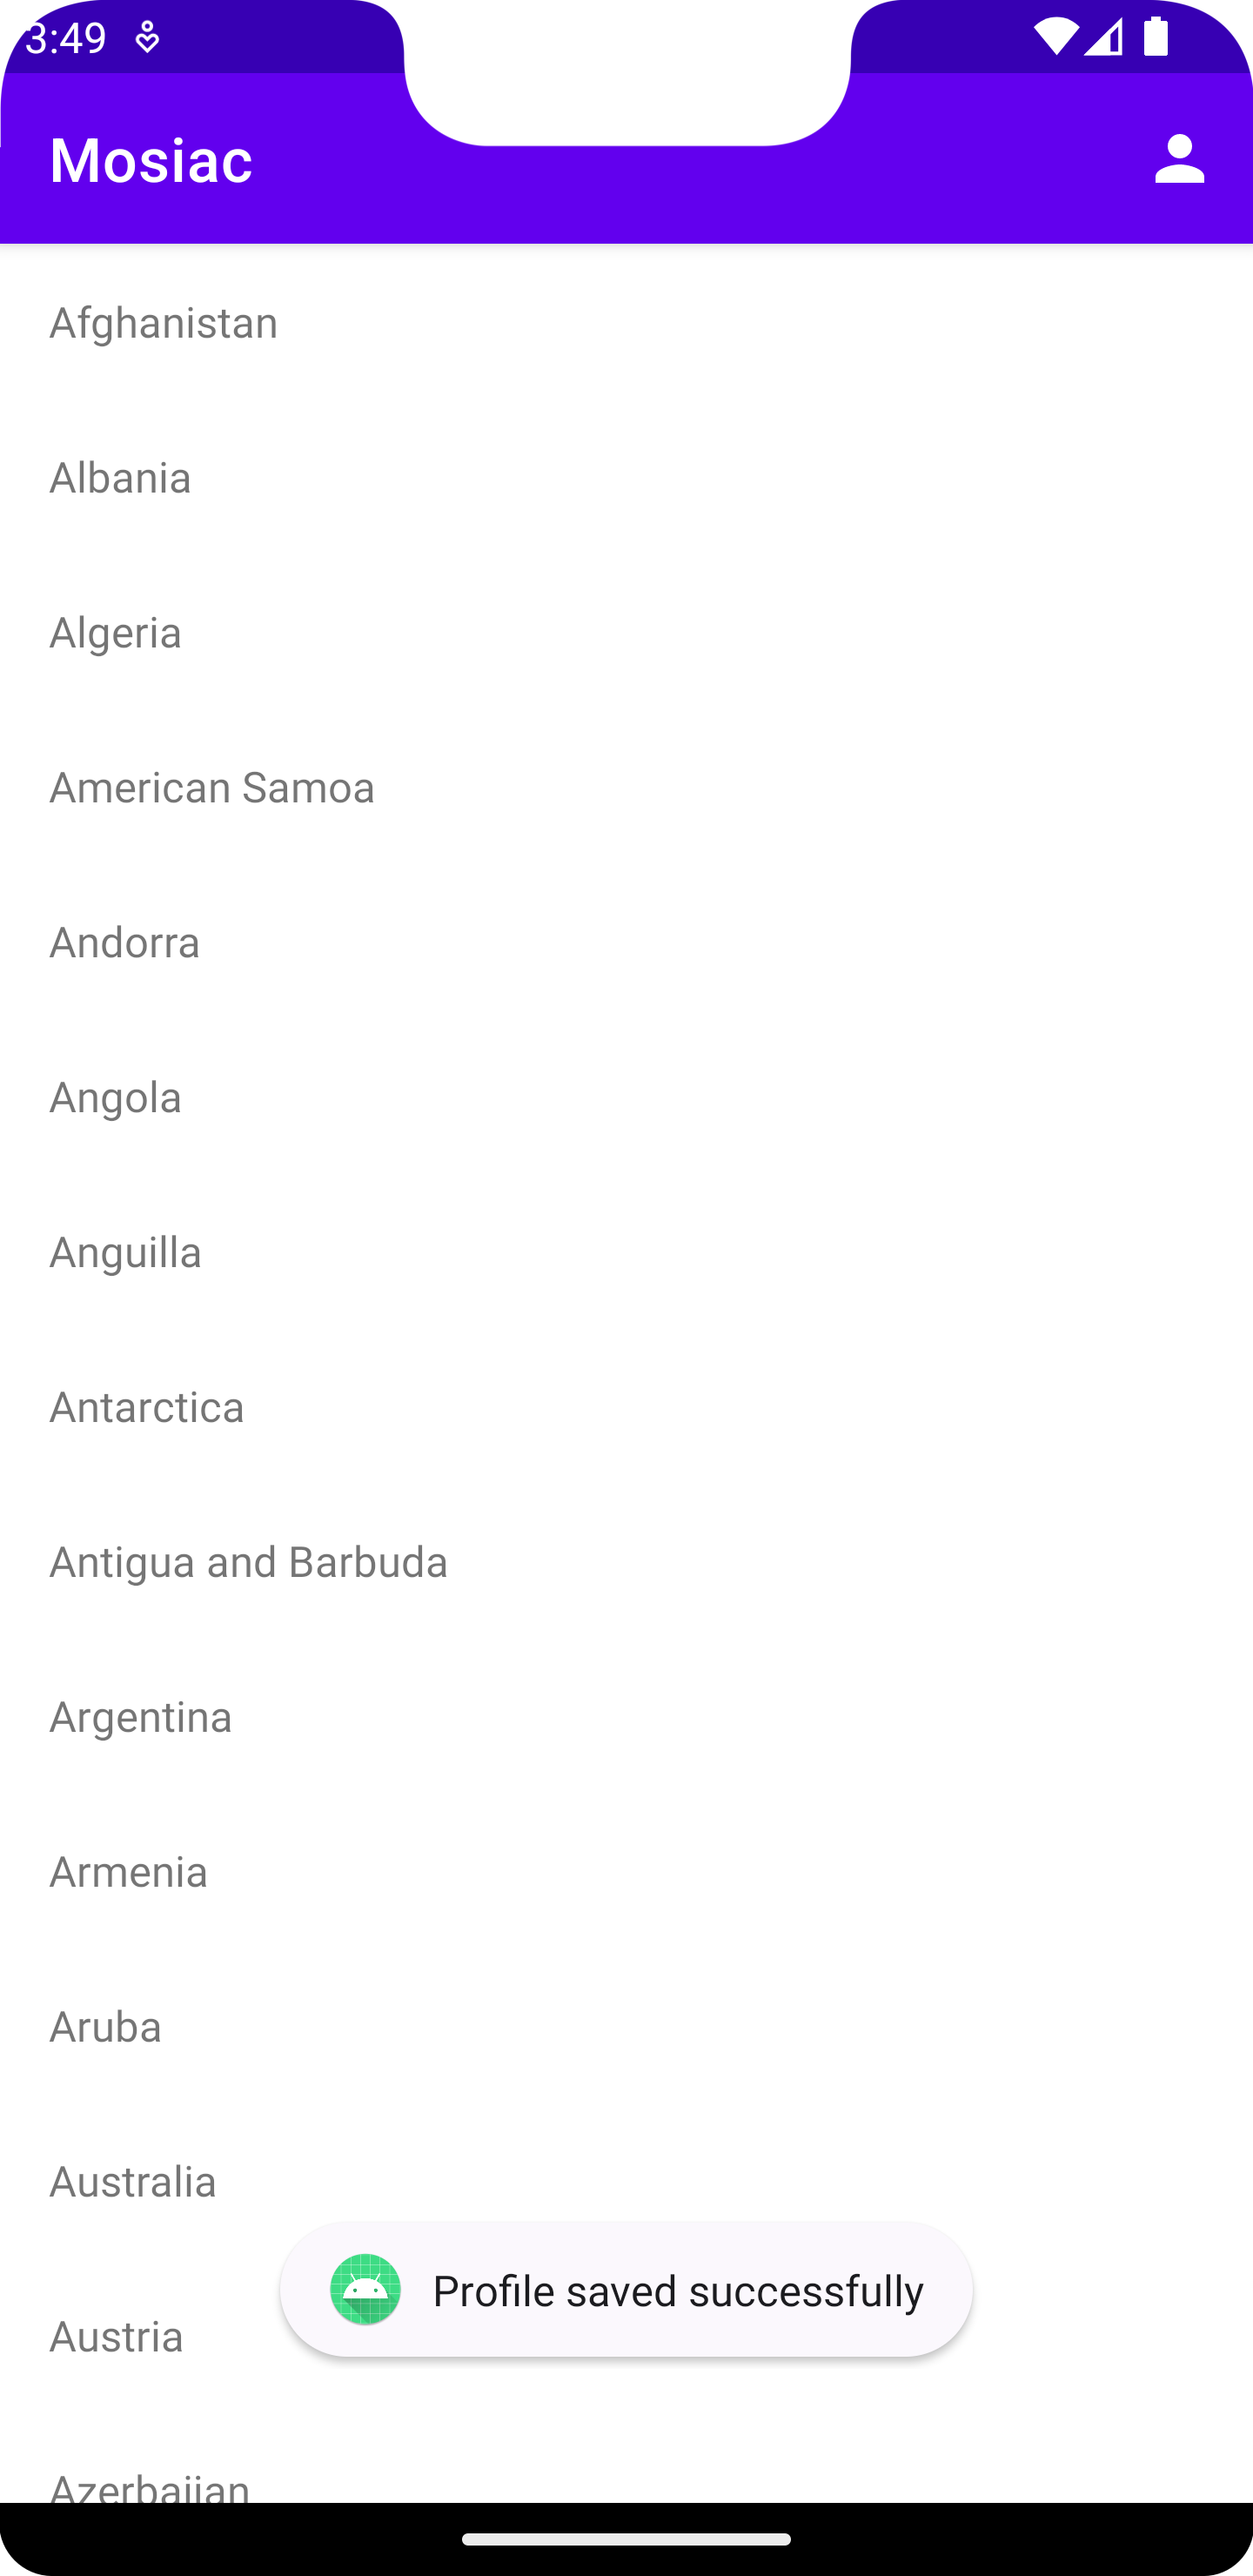 3:49
Mosiac
Afghanistan
Albania
Algeria
American Samoa
Andorra
Angola
Anguilla
Antarctica
Antigua and Barbuda
Argentina
Armenia
Aruba
Australia
Profile saved successfully
Austria
Azerbaijan